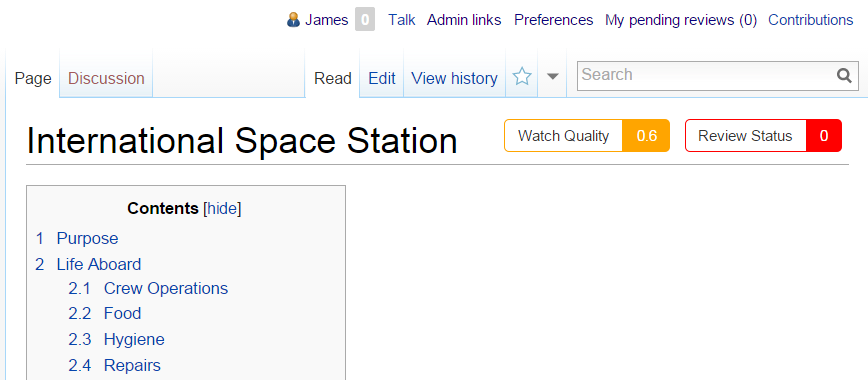 James 0 Talk Admin links Preferences My pending reviews (0) Contributions
Page Discussion Read Edit View history Search
International Space Station Watch Quality 0.6 Review Status 0
Contents [hide]
1 Purpose
2 Life Aboard
2.1 Crew Operations
2.2 Food
2.3 Hygiene
2.4 Repairs